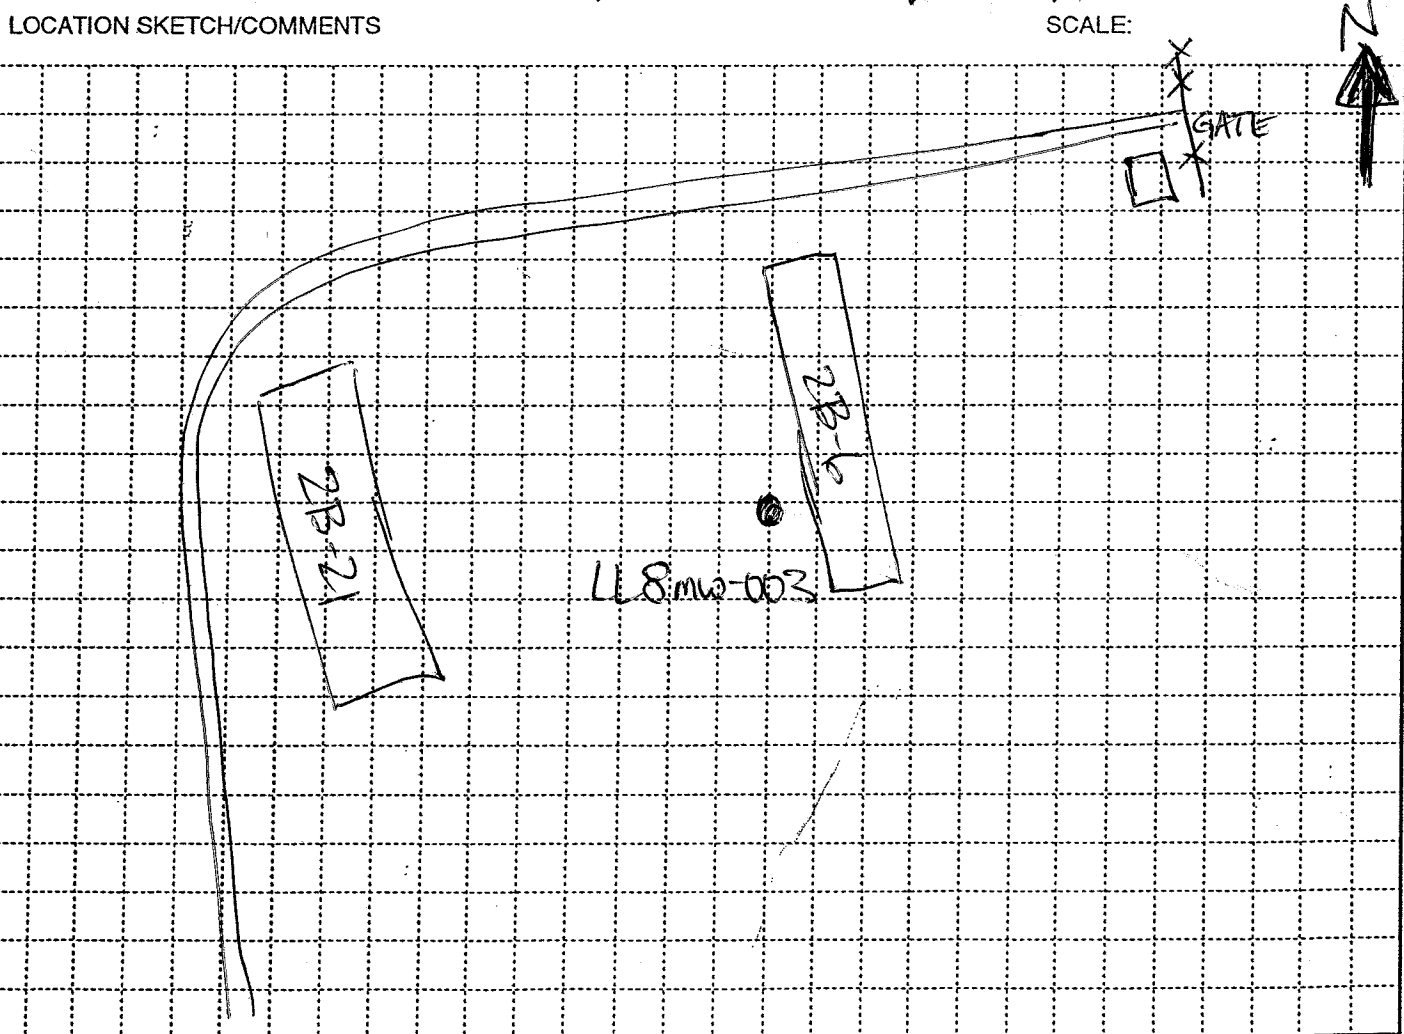 LOCATION SKETCH/COMMENTS
SCALE:
N
GATE
2B-6
2B-21
LL8mw-003